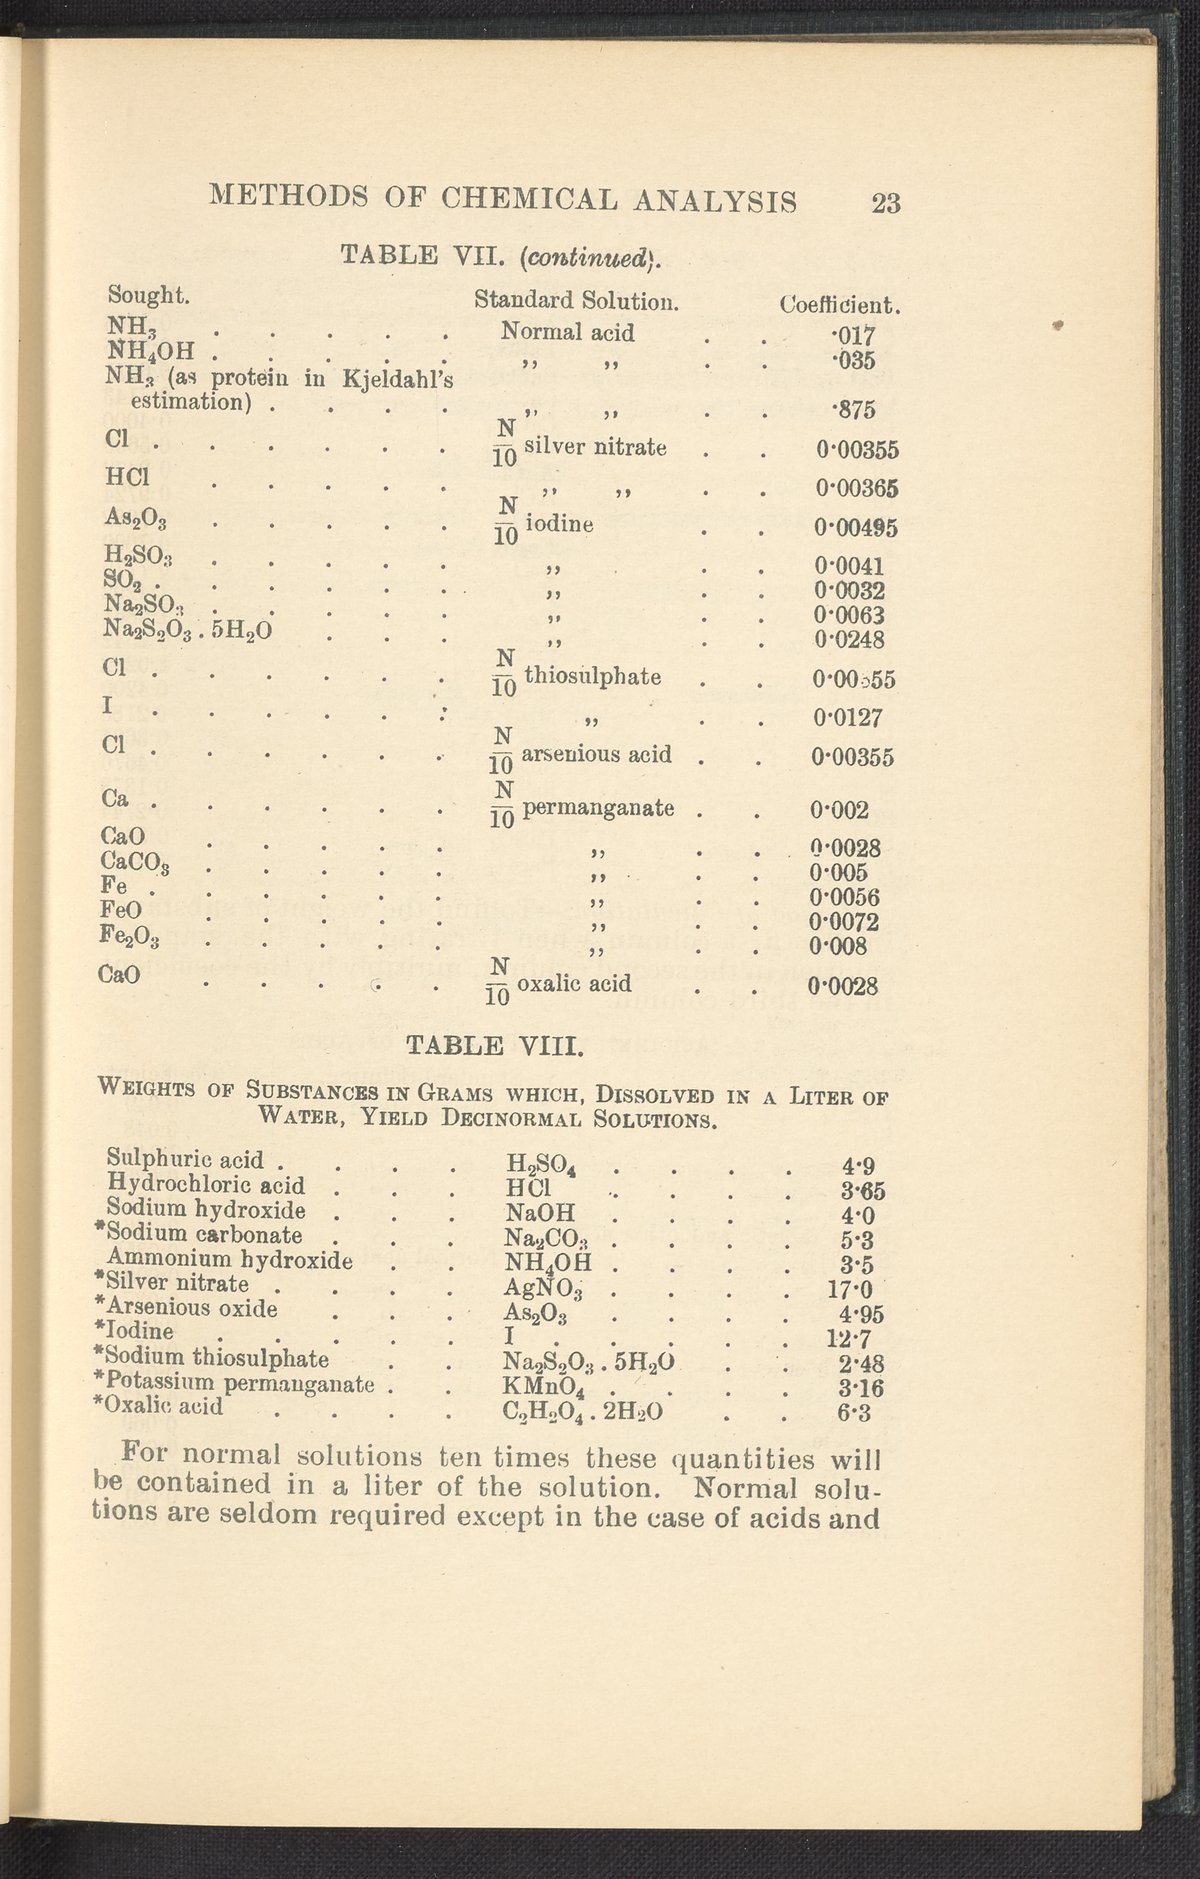 METHODS OF CHEMICAL ANALYSIS 23
TABLE VII. (continued).
Sought. Standard Solution. Coefficient.
NH₃ . . . . . Normal acid . . ·017
NH₄OH . . . . . ,, ,, . . ·035
NH₃ (as protein in Kjeldahl's
estimation) . . . . ,, ,, . . ·875
Cl . . . . . . N/10 silver nitrate . . 0·00355
HCl . . . . . ,, ,, . . 0·00365
As₂O₃ . . . . . N/10 iodine . . 0·00495
H₂SO₃ . . . . . ,, . . 0·0041
SO₂ . . . . . . ,, . . 0·0032
Na₂SO₃ . . . . . ,, . . 0·0063
Na₂S₂O₃ . 5H₂O . . . ,, . . 0·0248
Cl . . . . . . N/10 thiosulphate . . 0·00355
I . . . . . . ,, . . 0·0127
Cl . . . . . . N/10 arsenious acid . . 0·00355
Ca . . . . . . N/10 permanganate . . 0·002
CaO . . . . . ,, . . 0·0028
CaCO₃ . . . . . ,, . . 0·005
Fe . . . . . . ,, . . 0·0056
FeO . . . . . ,, . . 0·0072
Fe₂O₃ . . . . . ,, . . 0·008
CaO . . . . . N/10 oxalic acid . . 0·0028
TABLE VIII.
WEIGHTS OF SUBSTANCES IN GRAMS WHICH, DISSOLVED IN A LITER OF
WATER, YIELD DECINORMAL SOLUTIONS.
Sulphuric acid . . . . H₂SO₄ . . . . 4·9
Hydrochloric acid . . . HCl . . . . 3·65
Sodium hydroxide . . . NaOH . . . . 4·0
*Sodium carbonate . . . Na₂CO₃ . . . . 5·3
Ammonium hydroxide . . NH₄OH . . . . 3·5
*Silver nitrate . . . . AgNO₃ . . . . 17·0
*Arsenious oxide . . . As₂O₃ . . . . 4·95
*Iodine . . . . . I . . . . . 12·7
*Sodium thiosulphate . . Na₂S₂O₃ . 5H₂O . . 2·48
*Potassium permanganate . . KMnO₄ . . . . 3·16
*Oxalic acid . . . . C₂H₂O₄ . 2H₂O . . 6·3
For normal solutions ten times these quantities will
be contained in a liter of the solution. Normal solu-
tions are seldom required except in the case of acids and